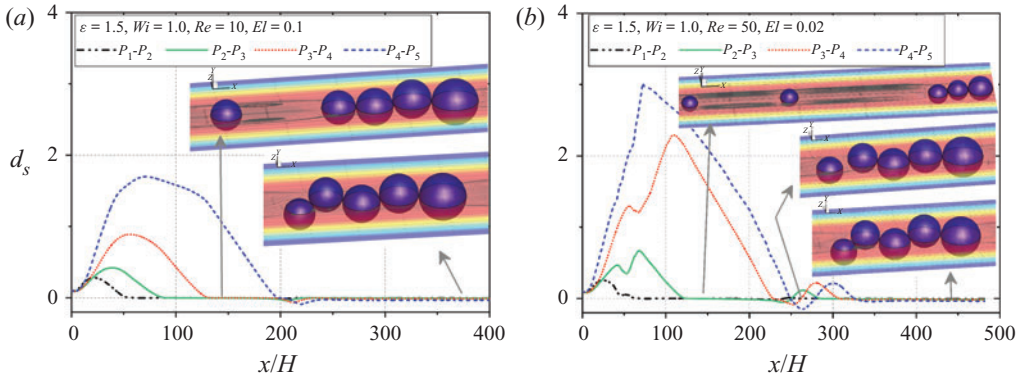 (a)
ε = 1.5, Wi = 1.0, Re = 10, El = 0.1
P₁-P₂ P₂-P₃ P₃-P₄ P₄-P₅
4
2
0
dₛ
Y
Z X
Y
Z X
0 100 200 300 400
x/H
(b)
ε = 1.5, Wi = 1.0, Re = 50, El = 0.02
P₁-P₂ P₂-P₃ P₃-P₄ P₄-P₅
4
2
0
Y
Z X
Y
Z X
Y
Z X
0 100 200 300 400 500
x/H